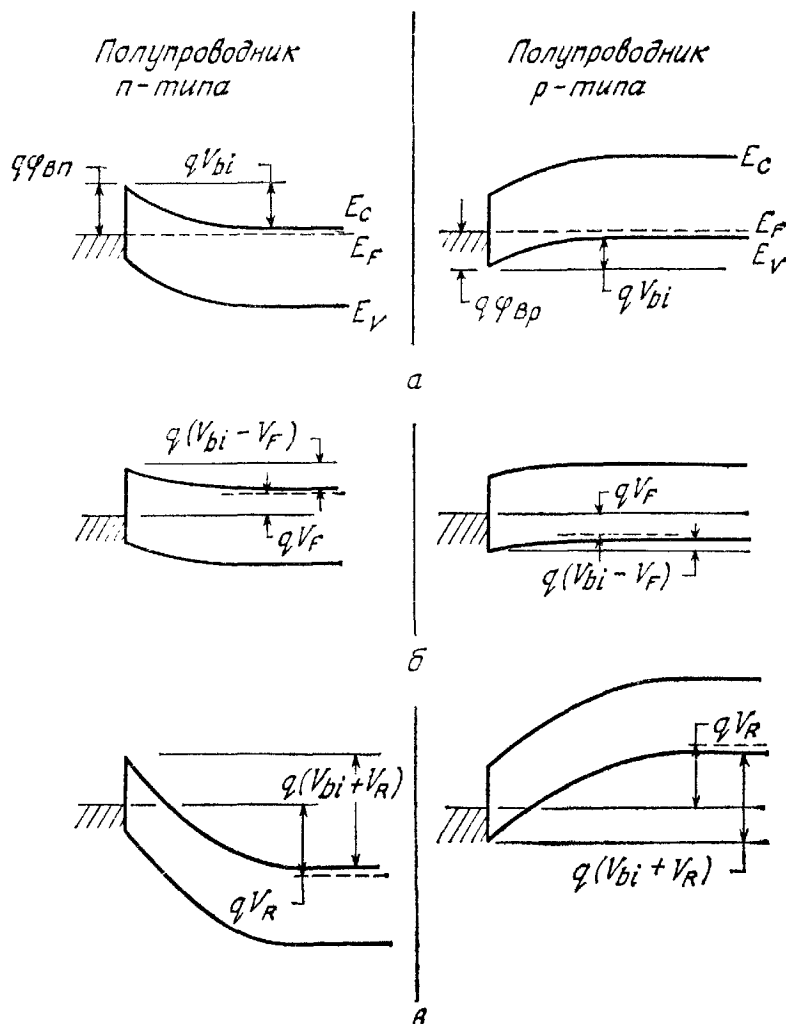 Полупроводник
n-типа
Полупроводник
p-типа
qφBn
qVbi
EC
EF
EV
EC
EF
EV
qφBp
qVbi
а
q(Vbi − VF)
qVF
qVF
q(Vbi − VF)
б
q(Vbi + VR)
qVR
qVR
q(Vbi + VR)
в